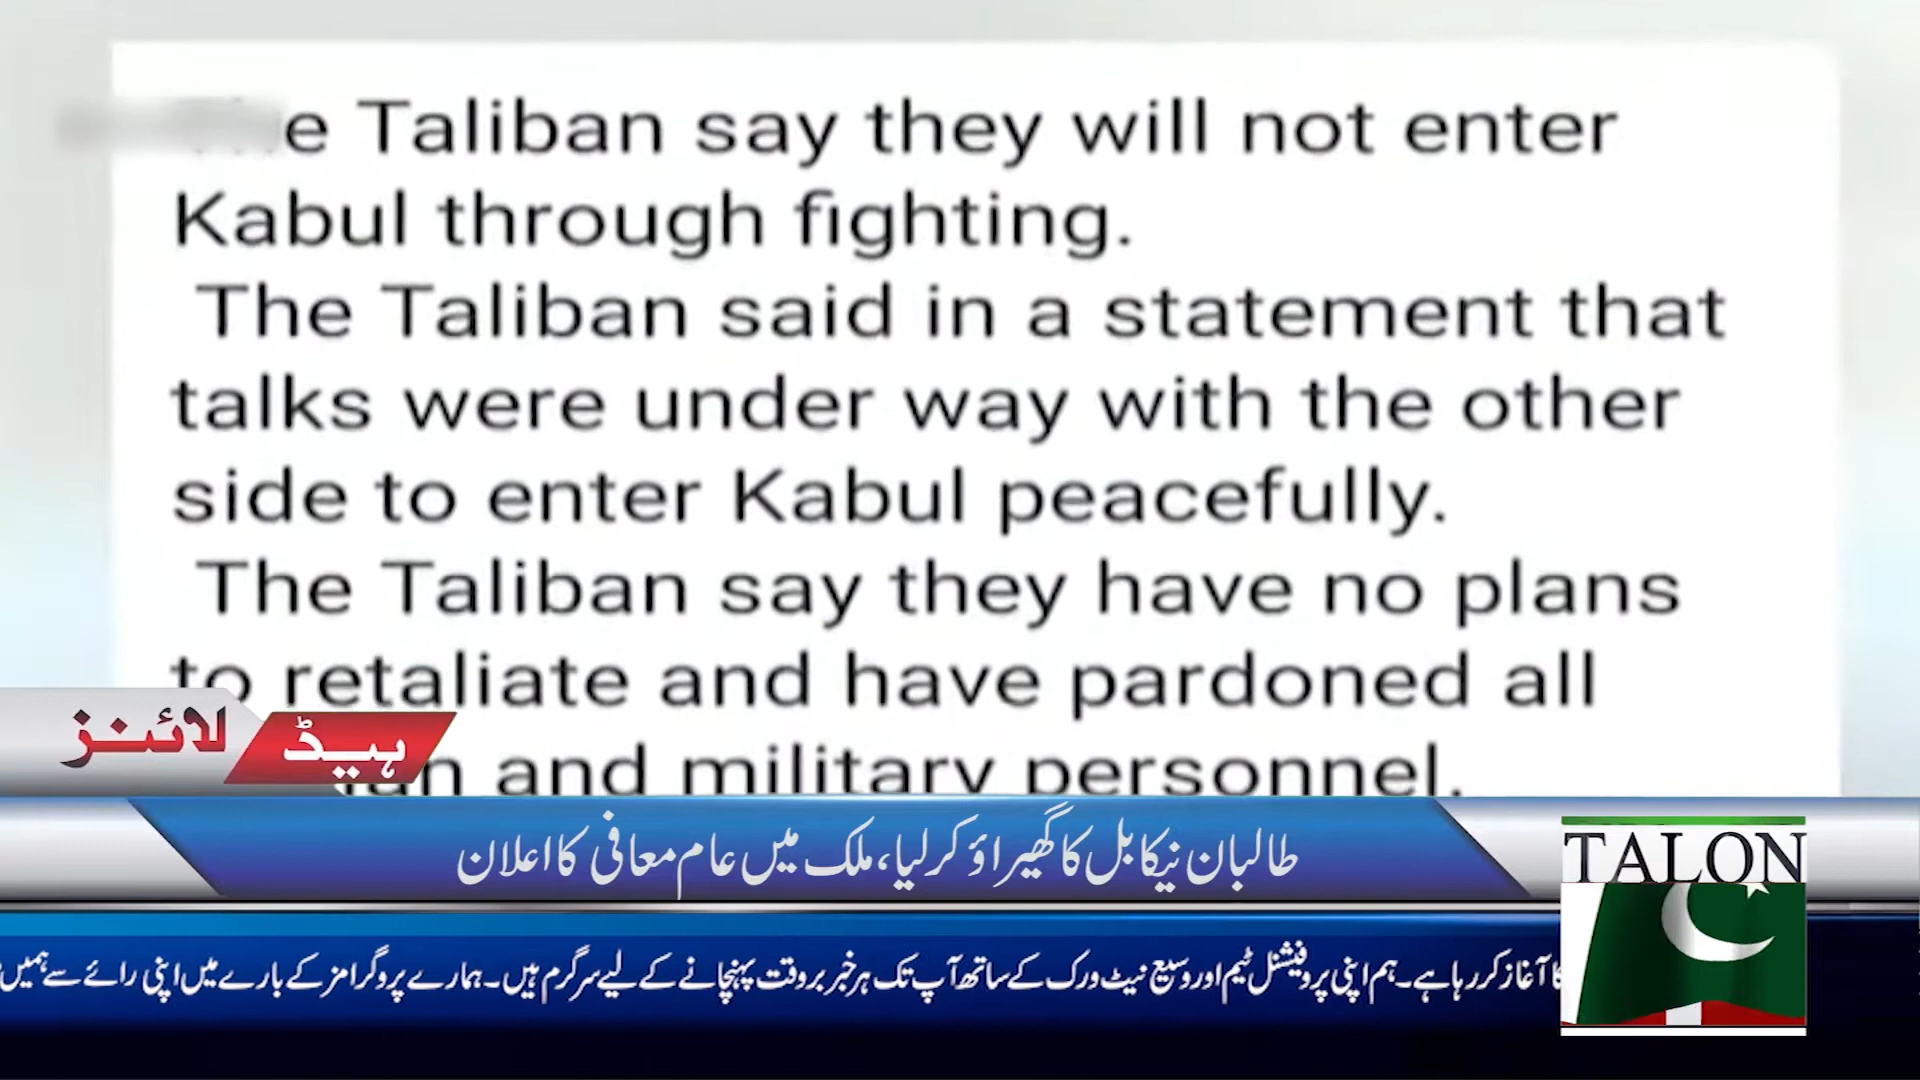 The Taliban say they will not enter
Kabul through fighting.
The Taliban said in a statement that
talks were under way with the other
side to enter Kabul peacefully.
The Taliban say they have no plans
to retaliate and have pardoned all
and military personnel.
ہیڈ لائنز
طالبان نیکابل کا گھیراؤ کرلیا، ملک میں عام معافی کا اعلان
TALON
کا آغاز کر رہا ہے۔ ہم اپنی پروفیشنل ٹیم اور وسیع نیٹ ورک کے ساتھ آپ تک ہر خبر بروقت پہنچانے کے لیے سرگرم ہیں۔ ہمارے پروگرامز کے بارے میں اپنی رائے سے ہمیں